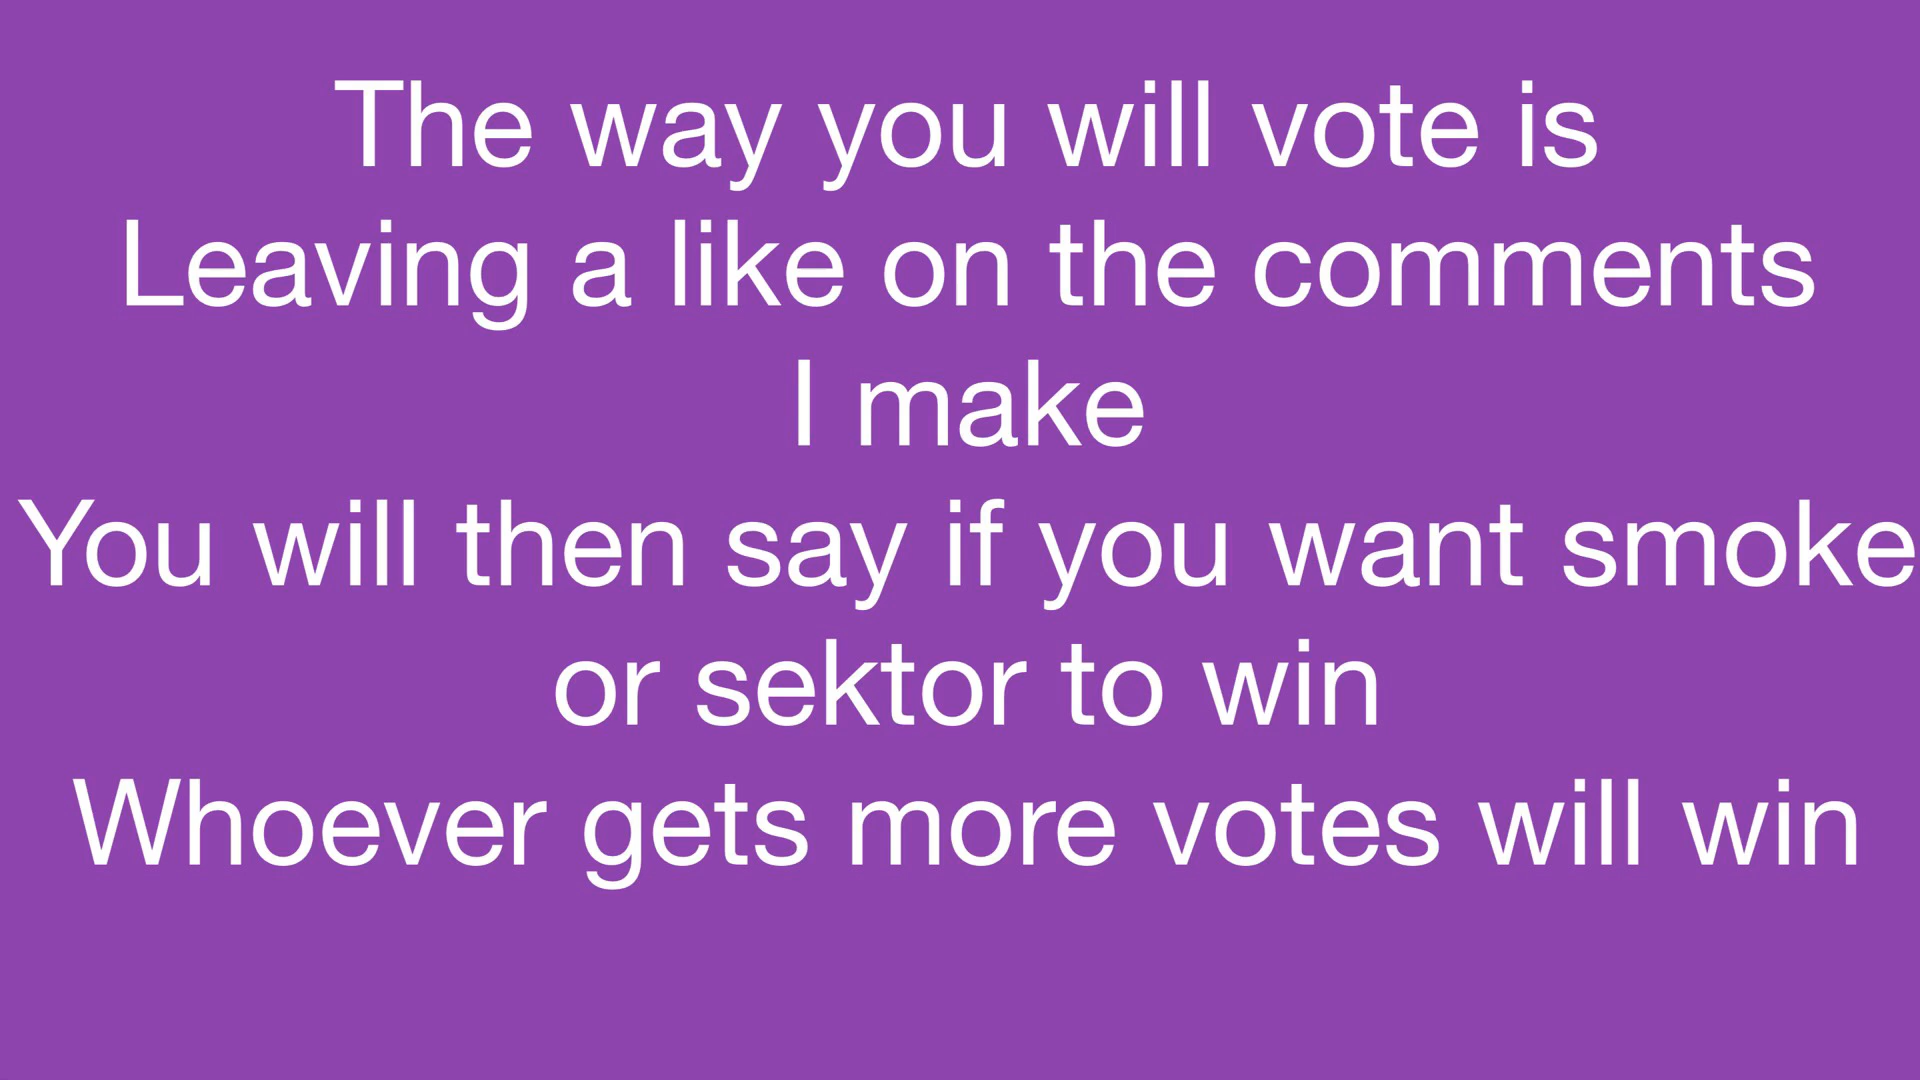 The way you will vote is
Leaving a like on the comments
I make
You will then say if you want smoke
or sektor to win
Whoever gets more votes will win